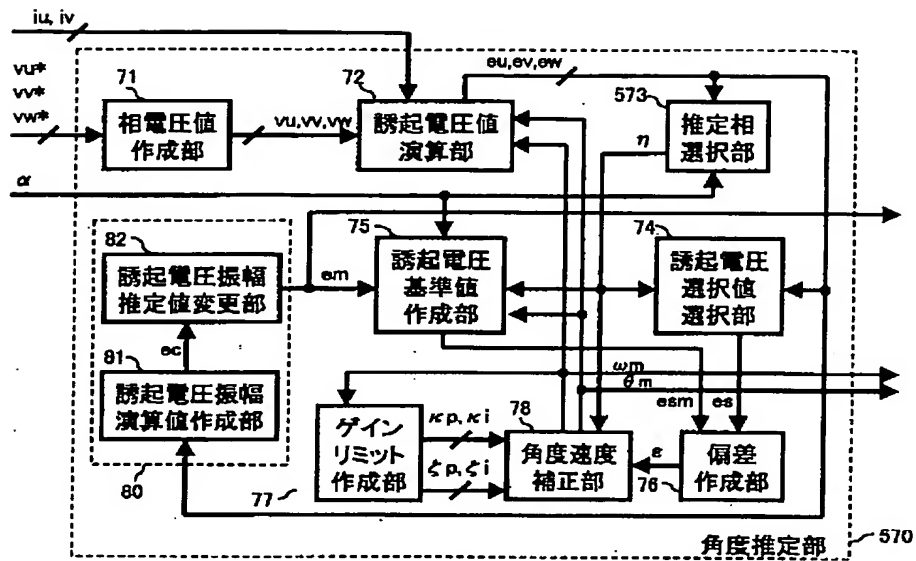 iu, iv
vu*
vv*
vw*
71
相電圧値
作成部
vu,vv,vw
72
誘起電圧値
演算部
eu,ev,ew
573
推定相
選択部
η
α
82
誘起電圧振幅
推定値変更部
em
75
誘起電圧
基準値
作成部
74
誘起電圧
選択値
選択部
ec
81
誘起電圧振幅
演算値作成部
80
ωm
θm
esm
es
77
ゲイン
リミット
作成部
κp, κi
ζp, ζi
78
角度速度
補正部
ε
76
偏差
作成部
角度推定部
570